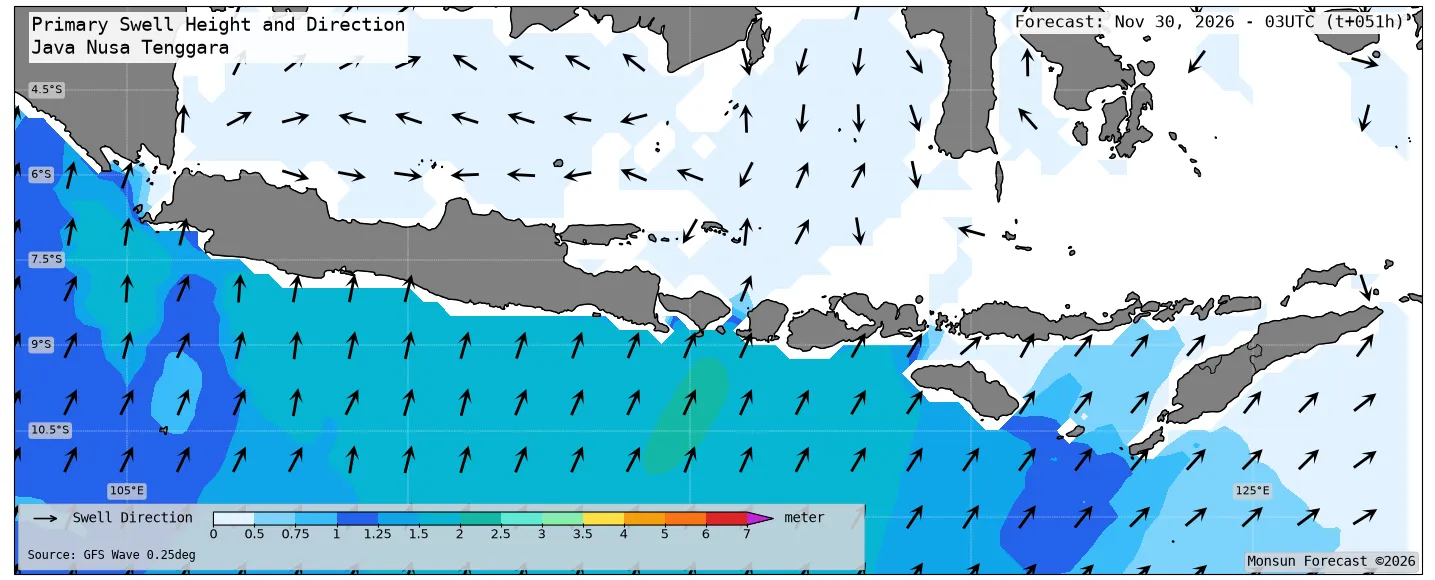 Primary Swell Height and Direction
Java Nusa Tenggara
Forecast: Nov 30, 2026 - 03UTC (t+051h)
4.5°S
6°S
7.5°S
9°S
10.5°S
105°E
125°E
Swell Direction
0 0.5 0.75 1 1.25 1.5 2 2.5 3 3.5 4 5 6 7
meter
Source: GFS Wave 0.25deg
Monsun Forecast ©2026